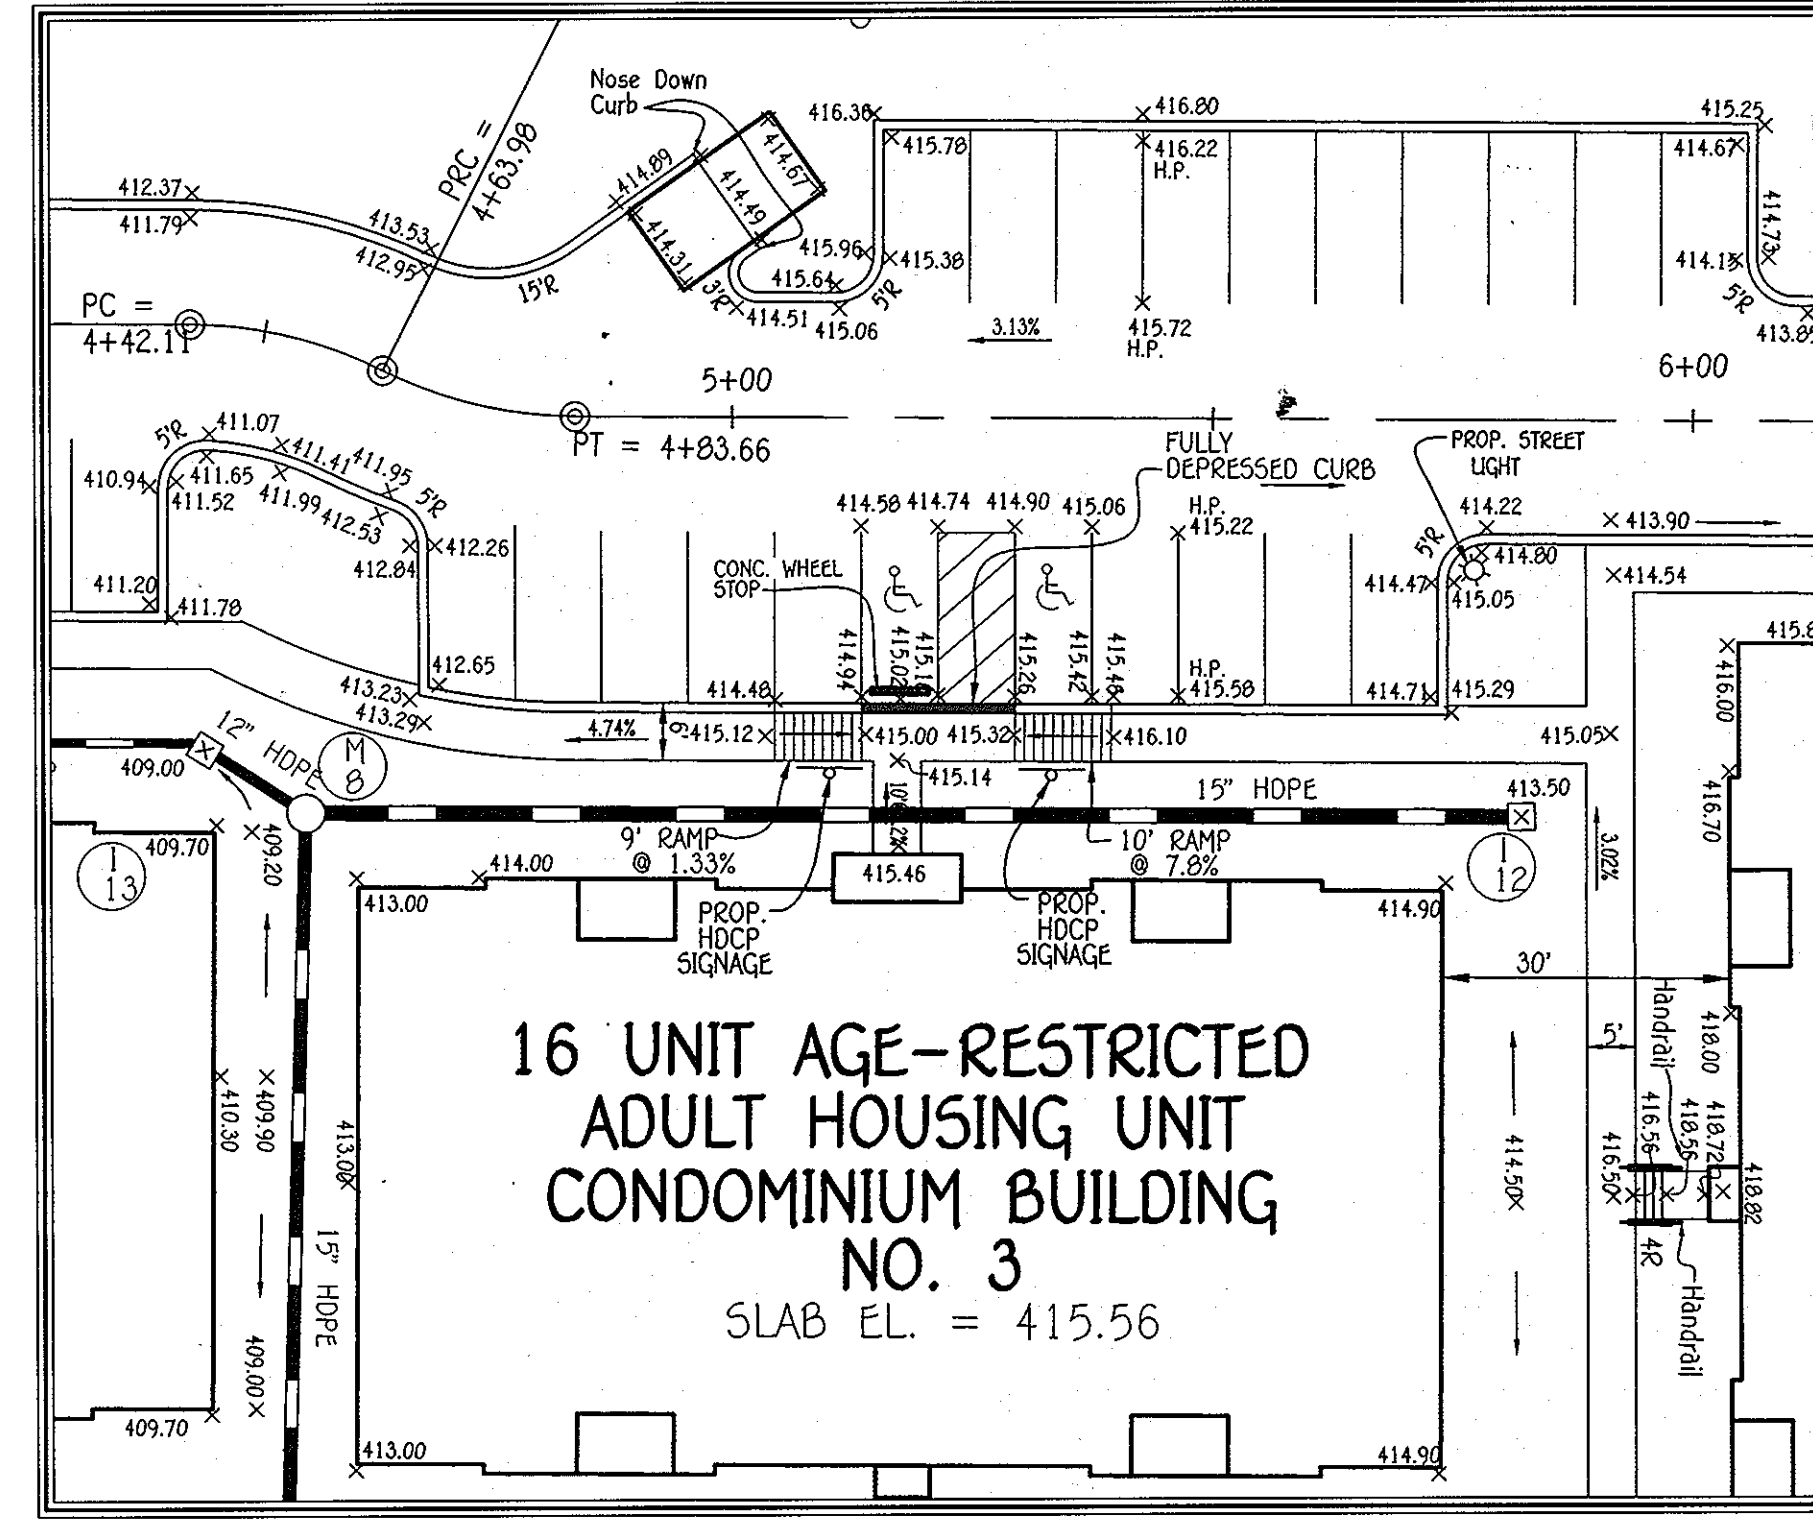 Nose Down
Curb
PRC =
4+63.98
416.36
416.80
415.25
415.78
416.22
H.P.
414.67
414.67
414.89
414.49
414.31
412.37
411.79
413.53
412.95
415.96
415.38
415.64
414.73
414.15
15'R
3'R
5'R
5'R
414.51
415.06
3.13%
415.72
H.P.
413.85
PC =
4+42.11
5+00
6+00
PT = 4+83.66
FULLY
DEPRESSED CURB
PROP. STREET
LIGHT
5'R
411.07
411.41
411.95
5'R
410.94
411.65
411.52
411.99
412.53
412.26
412.84
414.58
414.74
414.90
415.06
H.P.
415.22
414.22
413.90
5'R
414.80
414.54
414.47
415.05
CONC. WHEEL
STOP
411.20
411.78
414.94
415.02
415.26
415.42
412.65
413.23
413.29
414.48
H.P.
415.58
414.71
415.29
416.00
4.74%
6'
415.12
415.00
415.32
416.10
415.05
12" HDPE
M
8
409.00
415.14
15" HDPE
413.50
416.70
409.70
409.20
9' RAMP
@ 1.33%
10' RAMP
@ 7.8%
3.02%
I
13
414.00
415.46
I
12
413.00
414.90
PROP.
HDCP
SIGNAGE
PROP.
HDCP
SIGNAGE
30'
Handrail
5'
418.00
16 UNIT AGE-RESTRICTED
ADULT HOUSING UNIT
CONDOMINIUM BUILDING
NO. 3
SLAB EL. = 415.56
410.30
409.90
413.00
414.50
416.50
416.56
418.56
418.72
418.82
4R
Handrail
15" HDPE
409.00
409.70
413.00
414.90